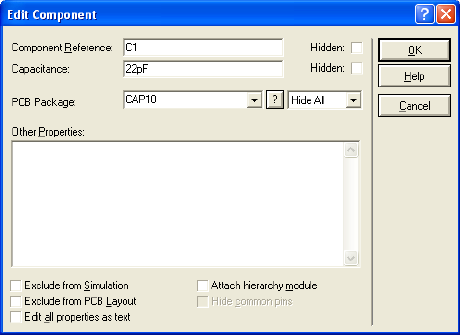 Edit Component
Component Reference: C1 Hidden: OK
Capacitance: 22pF Hidden: Help
PCB Package: CAP10 ? Hide All Cancel
Other Properties:
Exclude from Simulation Attach hierarchy module
Exclude from PCB Layout Hide common pins
Edit all properties as text